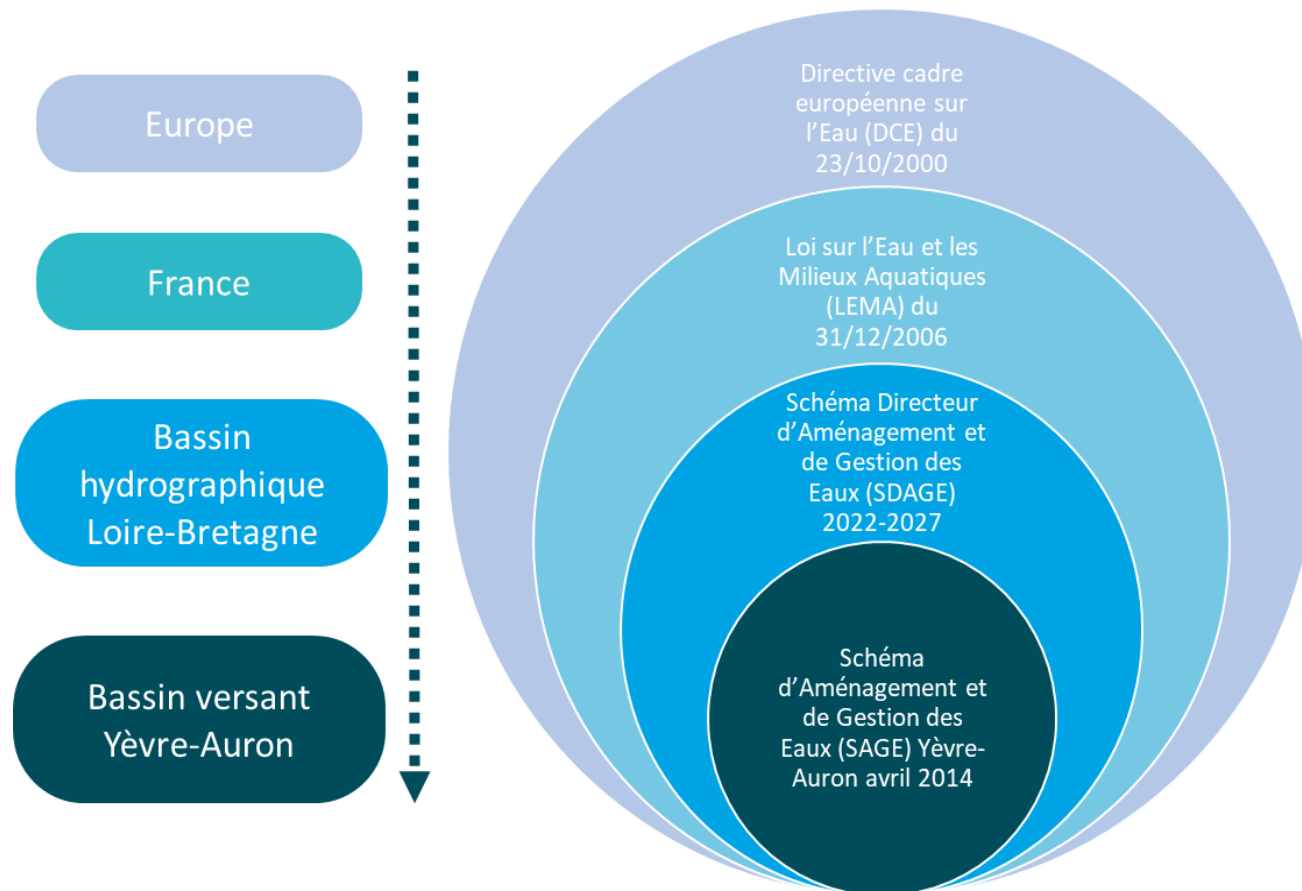 Europe
France
Bassin
hydrographique
Loire-Bretagne
Bassin versant
Yèvre-Auron
Directive cadre
européenne sur
l’Eau (DCE) du
23/10/2000
Loi sur l’Eau et les
Milieux Aquatiques
(LEMA) du
31/12/2006
Schéma Directeur
d’Aménagement et
de Gestion des
Eaux (SDAGE)
2022-2027
Schéma
d’Aménagement et
de Gestion des
Eaux (SAGE) Yèvre-
Auron avril 2014